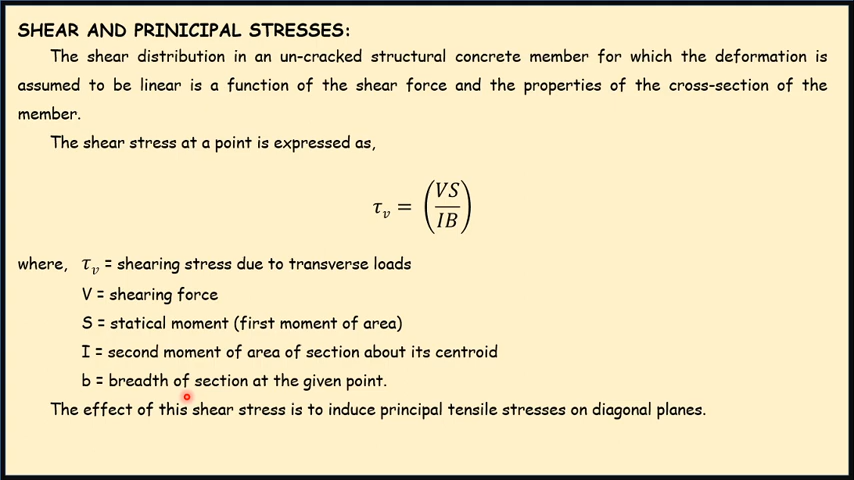 SHEAR AND PRINICIPAL STRESSES:
The shear distribution in an un-cracked structural concrete member for which the deformation is
assumed to be linear is a function of the shear force and the properties of the cross-section of the
member.
The shear stress at a point is expressed as,
τᵥ = (VS/IB)
where, τᵥ = shearing stress due to transverse loads
V = shearing force
S = statical moment (first moment of area)
I = second moment of area of section about its centroid
b = breadth of section at the given point.
The effect of this shear stress is to induce principal tensile stresses on diagonal planes.